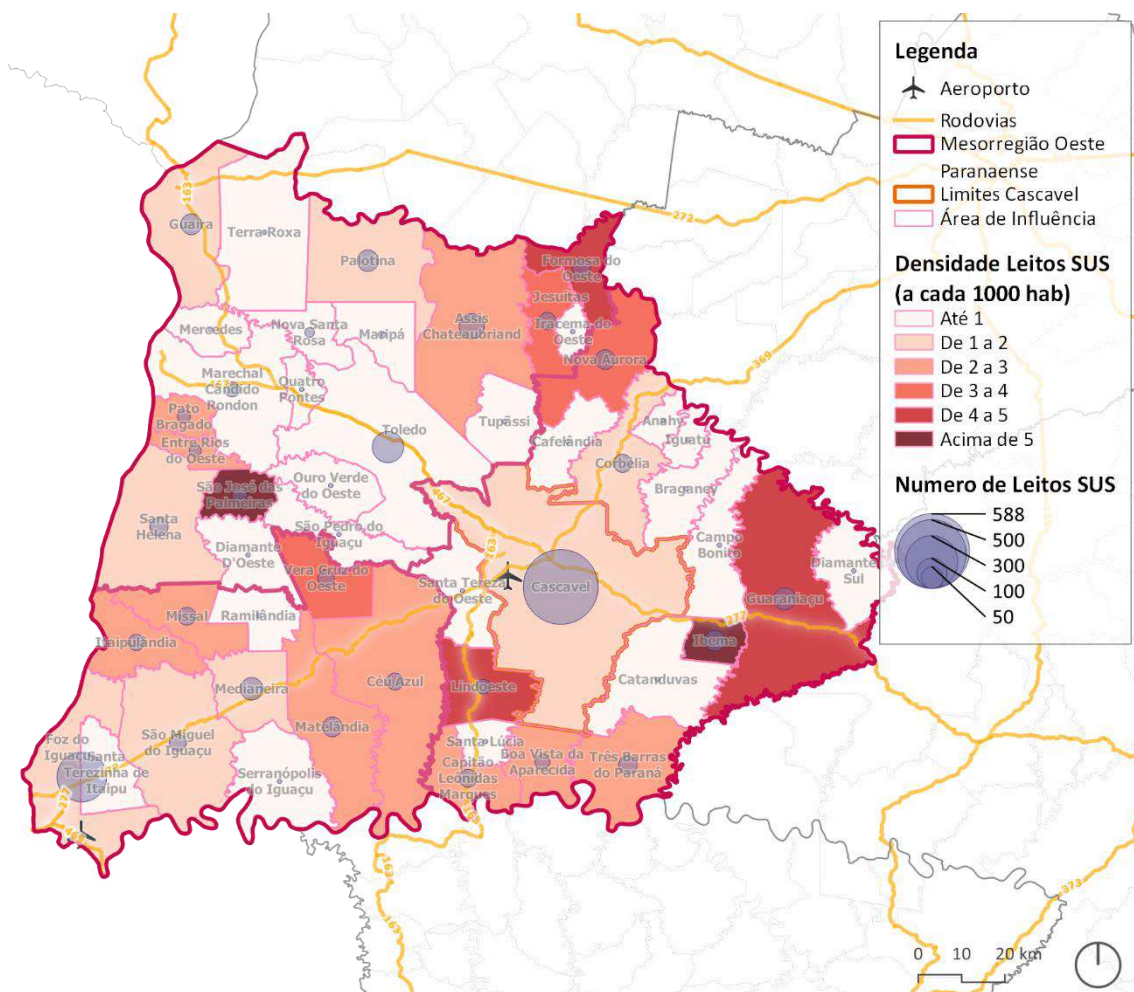 Legenda
Aeroporto
Rodovias
Mesorregião Oeste
Paranaense
Limites Cascavel
Área de Influência
Densidade Leitos SUS
(a cada 1000 hab)
Até 1
De 1 a 2
De 2 a 3
De 3 a 4
De 4 a 5
Acima de 5
Numero de Leitos SUS
588
500
300
100
50
163
272
Guaíra
Terra Roxa
Palotina
Formosa do
Oeste
Jesuítas
Assis
Chateaubriand
Iracema do
Oeste
Nova Aurora
Mercedes
Nova Santa
Rosa
Maripá
369
Marechal
Cândido
Rondon
467
Quatro
Pontes
Pato
Bragado
Entre Rios
do Oeste
Toledo
Tupãssi
Cafelândia
Anahy
Iguatu
Corbélia
Braganey
São José das
Palmeiras
Ouro Verde
do Oeste
467
Santa
Helena
São Pedro do
Iguaçu
Campo
Bonito
Diamante
D'Oeste
163
Vera Cruz do
Oeste
Santa Tereza
do Oeste
Cascavel
Diamante
Sul
Guaraniaçu
Missal
Ramilândia
277
Itaipulândia
Ibema
Medianeira
Céu Azul
Lindoeste
Catanduvas
Matelândia
São Miguel
do Iguaçu
Foz do
Iguaçu
Santa
Terezinha de
Itaipu
Serranópolis
do Iguaçu
Santa Lúcia
Capitão
Leônidas
Marques
Boa Vista da
Aparecida
Três Barras
do Paraná
277
469
163
163
163
373
0 10 20 km